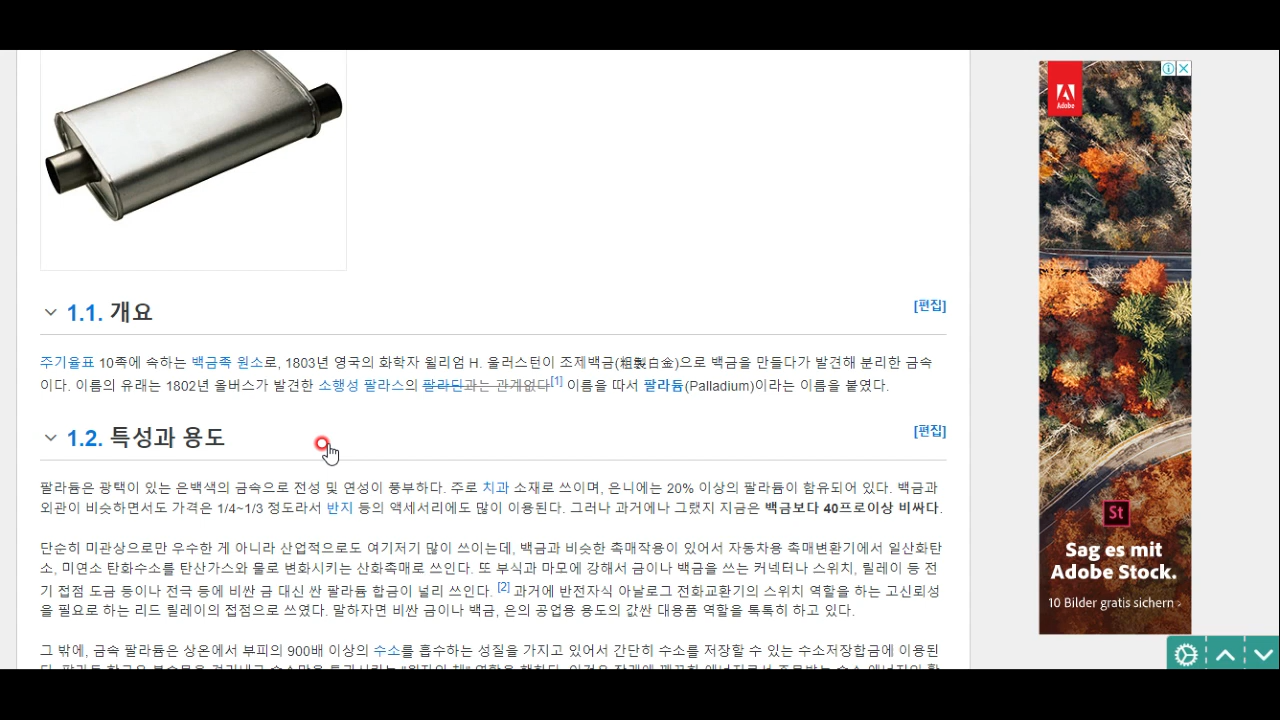 1.1. 개요
[편집]
주기율표 10족에 속하는 백금족 원소로, 1803년 영국의 화학자 윌리엄 H. 울러스턴이 조제백금(粗製白金)으로 백금을 만들다가 발견해 분리한 금속
이다. 이름의 유래는 1802년 올버스가 발견한 소행성 팔라스의 팔라딘과는 관계없다[1] 이름을 따서 팔라듐(Palladium)이라는 이름을 붙였다.
1.2. 특성과 용도
[편집]
팔라듐은 광택이 있는 은백색의 금속으로 전성 및 연성이 풍부하다. 주로 치과 소재로 쓰이며, 은니에는 20% 이상의 팔라듐이 함유되어 있다. 백금과
외관이 비슷하면서도 가격은 1/4~1/3 정도라서 반지 등의 액세서리에도 많이 이용된다. 그러나 과거에나 그랬지 지금은 백금보다 40프로이상 비싸다.
단순히 미관상으로만 우수한 게 아니라 산업적으로도 여기저기 많이 쓰이는데, 백금과 비슷한 촉매작용이 있어서 자동차용 촉매변환기에서 일산화탄
소, 미연소 탄화수소를 탄산가스와 물로 변화시키는 산화촉매로 쓰인다. 또 부식과 마모에 강해서 금이나 백금을 쓰는 커넥터나 스위치, 릴레이 등 전
기 접점 도금 등이나 전극 등에 비싼 금 대신 싼 팔라듐 합금이 널리 쓰인다. [2] 과거에 반전자식 아날로그 전화교환기의 스위치 역할을 하는 고신뢰성
을 필요로 하는 리드 릴레이의 접점으로 쓰였다. 말하자면 비싼 금이나 백금, 은의 공업용 용도의 값싼 대용품 역할을 톡톡히 하고 있다.
그 밖에, 금속 팔라듐은 상온에서 부피의 900배 이상의 수소를 흡수하는 성질을 가지고 있어서 간단히 수소를 저장할 수 있는 수소저장합금에 이용된
Adobe
St
Sag es mit
Adobe Stock.
10 Bilder gratis sichern ›